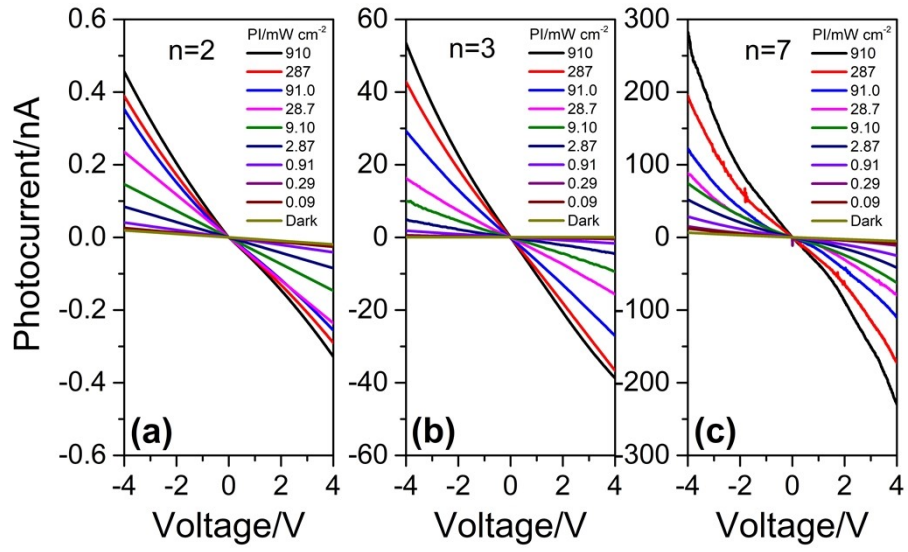 Photocurrent/nA
0.6
0.4
0.2
0.0
-0.2
-0.4
-0.6
n=2
PI/mW cm-2
910
287
91.0
28.7
9.10
2.87
0.91
0.29
0.09
Dark
(a)
-4 -2 0 2 4
Voltage/V
60
40
20
0
-20
-40
-60
n=3
PI/mW cm-2
910
287
91.0
28.7
9.10
2.87
0.91
0.29
0.09
Dark
(b)
-4 -2 0 2 4
Voltage/V
300
200
100
0
-100
-200
-300
n=7
PI/mW cm-2
910
287
91.0
28.7
9.10
2.87
0.91
0.29
0.09
Dark
(c)
-4 -2 0 2 4
Voltage/V